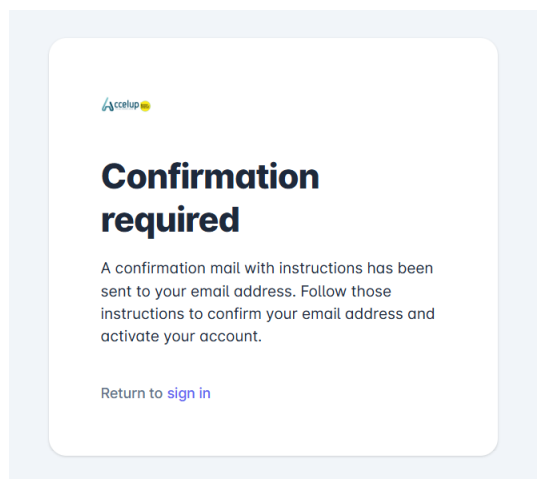 Accelup
Confirmation
required
A confirmation mail with instructions has been
sent to your email address. Follow those
instructions to confirm your email address and
activate your account.
Return to sign in